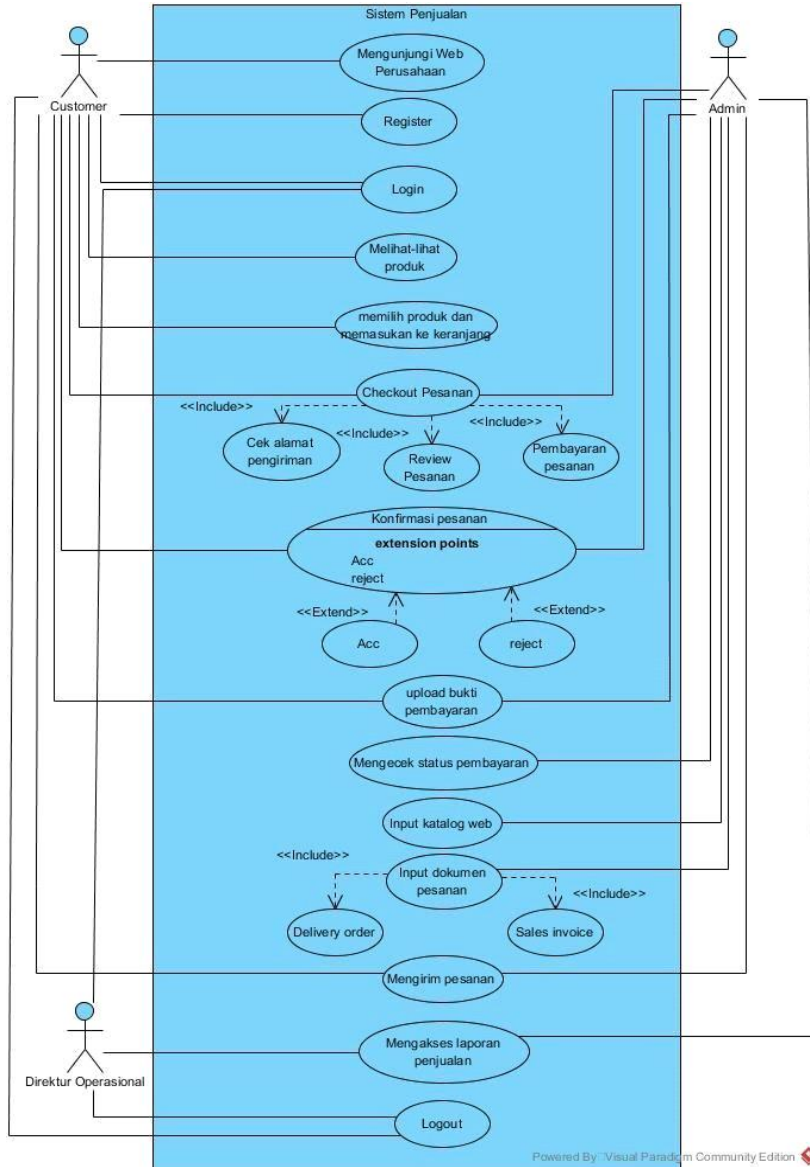 Sistem Penjualan
Mengunjungi Web
Perusahaan
Customer
Admin
Register
Login
Melihat-lihat
produk
memilih produk dan
memasukan ke keranjang
Checkout Pesanan
<<Include>>
<<Include>>
<<Include>>
Cek alamat
pengiriman
Review
Pesanan
Pembayaran
pesanan
Konfirmasi pesanan
extension points
Acc
reject
<<Extend>>
<<Extend>>
Acc
reject
upload bukti
pembayaran
Mengecek status pembayaran
Input katalog web
<<Include>>
Input dokumen
pesanan
<<Include>>
Delivery order
Sales invoice
Mengirim pesanan
Mengakses laporan
penjualan
Direktur Operasional
Logout
Powered By Visual Paradigm Community Edition